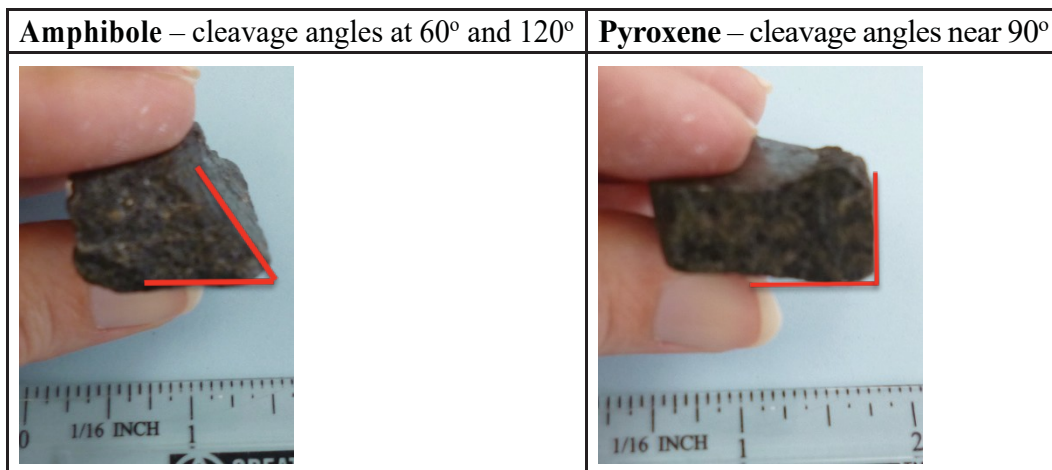 Amphibole – cleavage angles at 60º and 120º
Pyroxene – cleavage angles near 90º
0 1/16 INCH 1
1/16 INCH 1 2